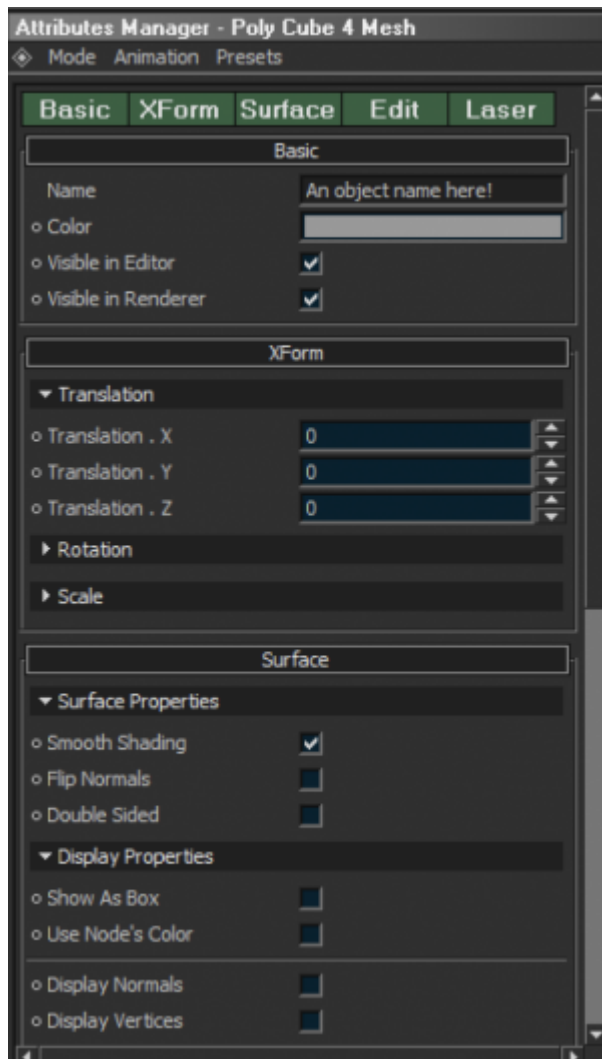 Attributes Manager - Poly Cube 4 Mesh
Mode Animation Presets
Basic XForm Surface Edit Laser
Basic
Name An object name here!
Color
Visible in Editor
Visible in Renderer
XForm
Translation
Translation . X 0
Translation . Y 0
Translation . Z 0
Rotation
Scale
Surface
Surface Properties
Smooth Shading
Flip Normals
Double Sided
Display Properties
Show As Box
Use Node's Color
Display Normals
Display Vertices